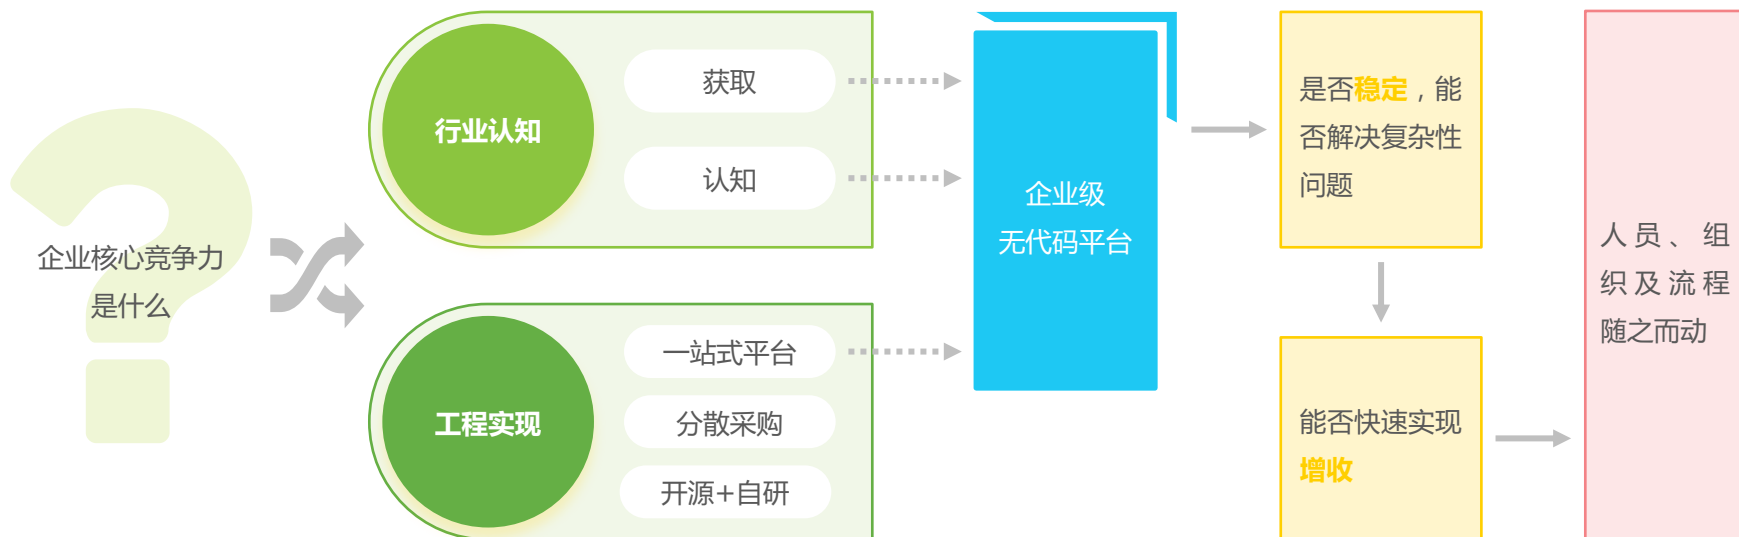 企业核心竞争力
是什么
行业认知
获取
认知
工程实现
一站式平台
分散采购
开源+自研
企业级
无代码平台
是否稳定，能
否解决复杂性
问题
能否快速实现
增收
人员、组
织及流程
随之而动